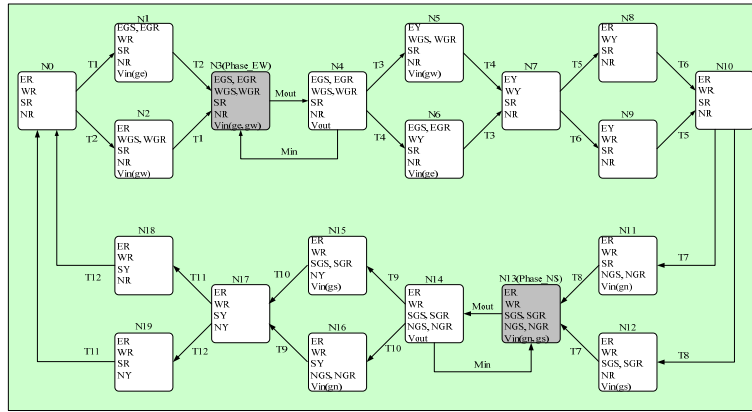 N0
ER
WR
SR
NR
T1
T2
N1
EGS, EGR
WR
SR
NR
Vin(ge)
N2
ER
WGS, WGR
SR
NR
Vin(gw)
T2
T1
N3(Phase_EW)
EGS, EGR
WGS.WGR
SR
NR
Vin(ge,gw)
Mout
Min
N4
EGS, EGR
WGS.WGR
SR
NR
Vout
T3
T4
N5
EY
WGS, WGR
SR
NR
Vin(gw)
N6
EGS, EGR
WY
SR
NR
Vin(ge)
T4
T3
N7
EY
WY
SR
NR
T5
T6
N8
ER
WY
SR
NR
N9
EY
WR
SR
NR
T6
T5
N10
ER
WR
SR
NR
T7
T8
N11
ER
WR
SR
NGS, NGR
Vin(gn)
N12
ER
WR
SGS, SGR
NR
Vin(gs)
T8
T7
N13(Phase_NS)
ER
WR
SGS, SGR
NGS, NGR
Vin(gn, gs)
Mout
Min
N14
ER
WR
SGS, SGR
NGS, NGR
Vout
T9
T10
N15
ER
WR
SGS, SGR
NY
Vin(gs)
N16
ER
WR
SY
NGS, NGR
Vin(gn)
T10
T9
N17
ER
WR
SY
NY
T11
T12
N18
ER
WR
SY
NR
N19
ER
WR
SR
NY
T12
T11